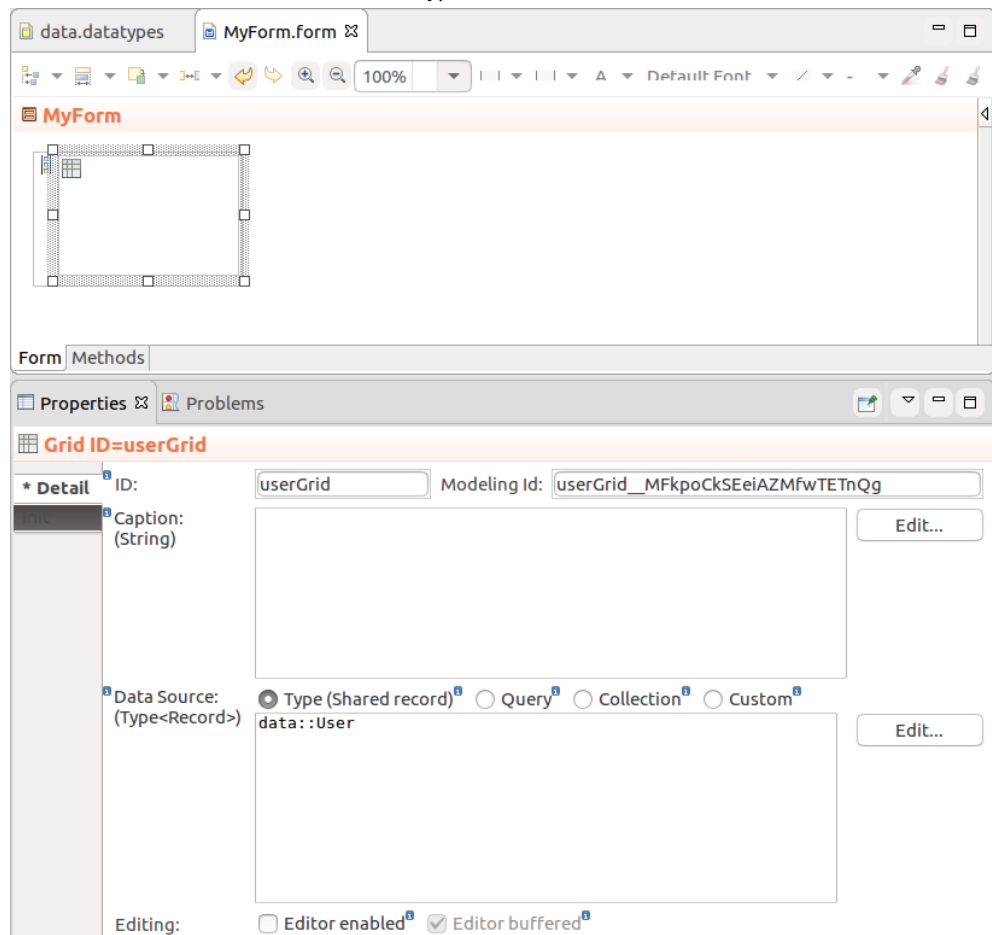 data.datatypes MyForm.form
100% A Default Font
MyForm
Form Methods
Properties Problems
Grid ID=userGrid
* Detail ID: userGrid Modeling Id: userGrid__MFkpoCkSEeiAZMfwTETnQg
Init Caption: Edit...
(String)
Data Source: Type (Shared record) Query Collection Custom
(Type<Record>) data::User Edit...
Editing: Editor enabled Editor buffered